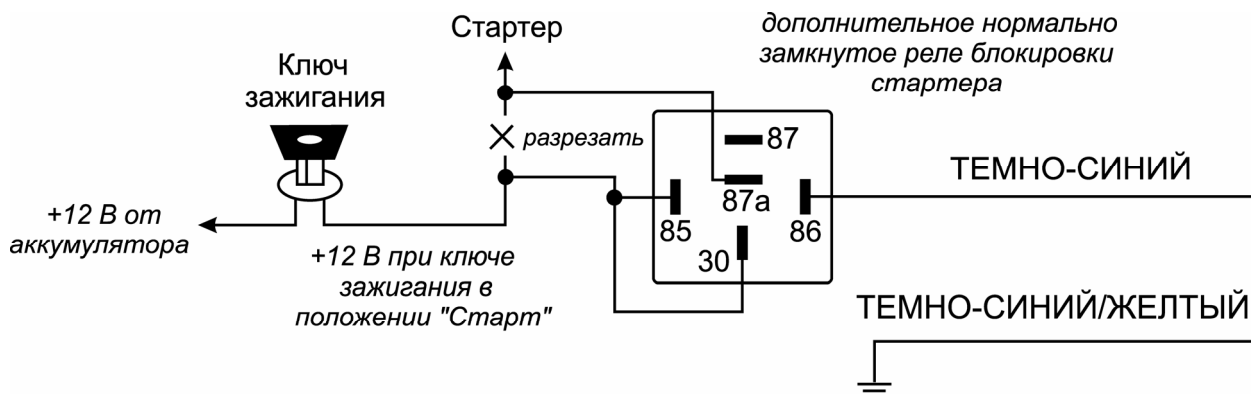 Стартер
дополнительное нормально
замкнутое реле блокировки
стартера
Ключ
зажигания
разрезать
87
87а
85
86
30
ТЕМНО-СИНИЙ
+12 В от
аккумулятора
+12 В при ключе
зажигания в
положении "Старт"
ТЕМНО-СИНИЙ/ЖЕЛТЫЙ